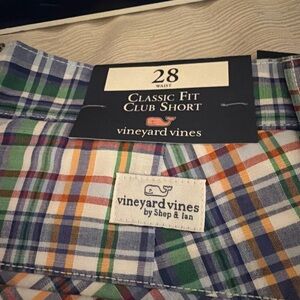 28
WAIST
CLASSIC FIT
CLUB SHORT
vineyard vines
vineyard vines
by Shep & Ian